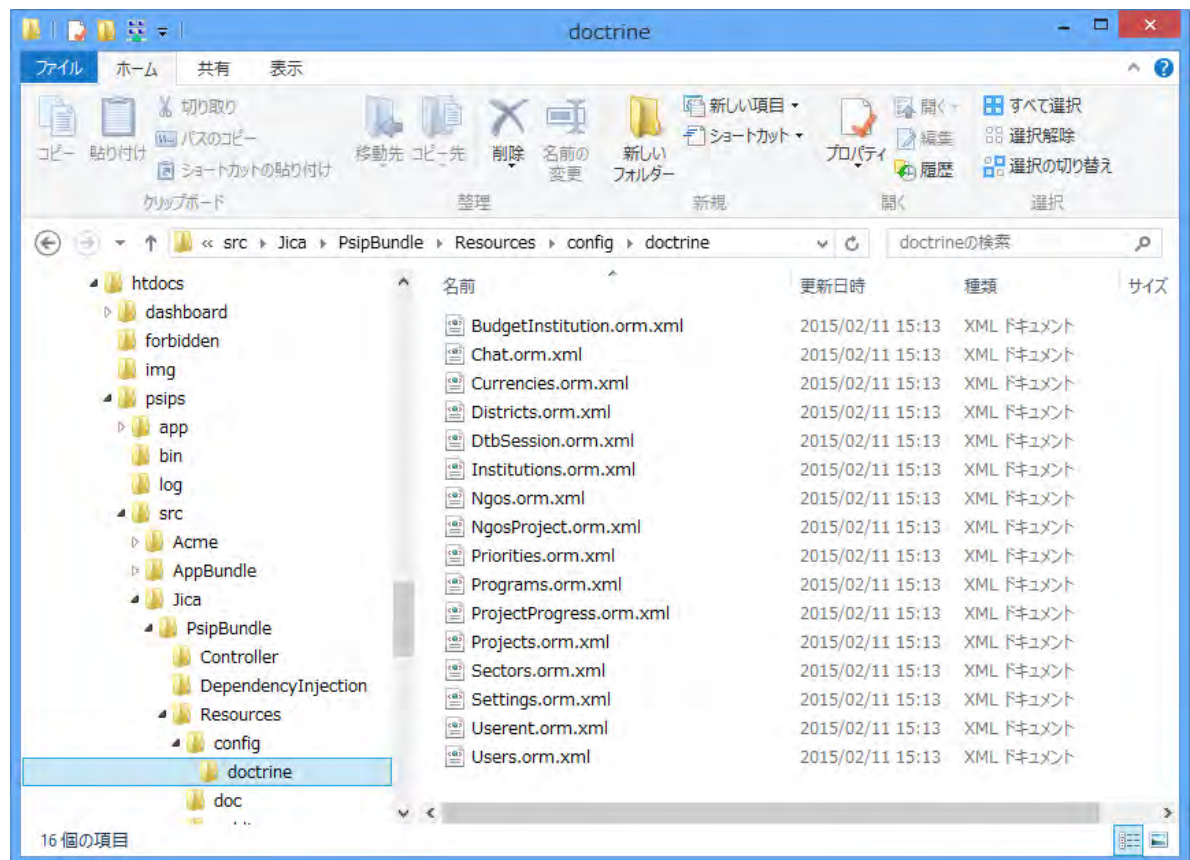 doctrine
ファイル ホーム 共有 表示
切り取り
パスのコピー
ショートカットの貼り付け
コピー 貼り付け
クリップボード
移動先 コピー先 削除 名前の変更
整理
新しいフォルダー
新しい項目
ショートカット
新規
プロパティ
開く
編集
履歴
開く
すべて選択
選択解除
選択の切り替え
選択
« src Jica PsipBundle Resources config doctrine
doctrineの検索
htdocs
dashboard
forbidden
img
psips
app
bin
log
src
Acme
AppBundle
Jica
PsipBundle
Controller
DependencyInjection
Resources
config
doctrine
doc
名前 更新日時 種類 サイズ
BudgetInstitution.orm.xml 2015/02/11 15:13 XML ドキュメント
Chat.orm.xml 2015/02/11 15:13 XML ドキュメント
Currencies.orm.xml 2015/02/11 15:13 XML ドキュメント
Districts.orm.xml 2015/02/11 15:13 XML ドキュメント
DtbSession.orm.xml 2015/02/11 15:13 XML ドキュメント
Institutions.orm.xml 2015/02/11 15:13 XML ドキュメント
Ngos.orm.xml 2015/02/11 15:13 XML ドキュメント
NgosProject.orm.xml 2015/02/11 15:13 XML ドキュメント
Priorities.orm.xml 2015/02/11 15:13 XML ドキュメント
Programs.orm.xml 2015/02/11 15:13 XML ドキュメント
ProjectProgress.orm.xml 2015/02/11 15:13 XML ドキュメント
Projects.orm.xml 2015/02/11 15:13 XML ドキュメント
Sectors.orm.xml 2015/02/11 15:13 XML ドキュメント
Settings.orm.xml 2015/02/11 15:13 XML ドキュメント
Userent.orm.xml 2015/02/11 15:13 XML ドキュメント
Users.orm.xml 2015/02/11 15:13 XML ドキュメント
16 個の項目